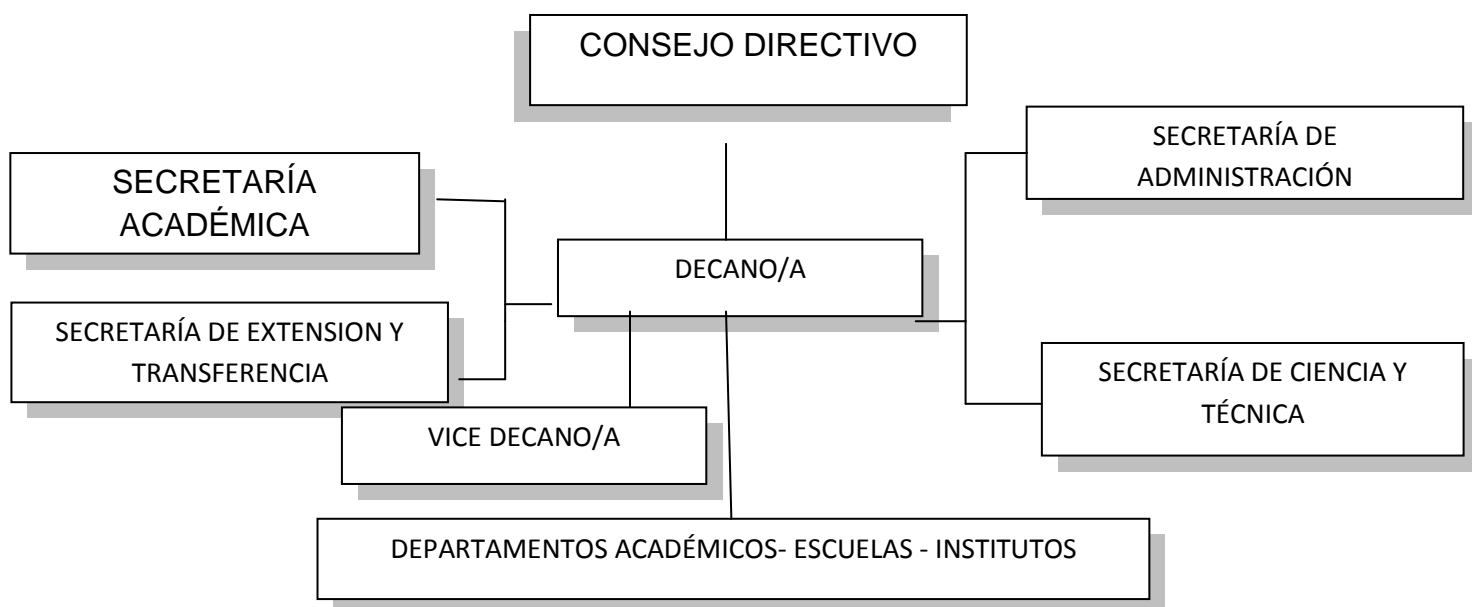 CONSEJO DIRECTIVO
SECRETARÍA DE
ADMINISTRACIÓN
SECRETARÍA
ACADÉMICA
DECANO/A
SECRETARÍA DE EXTENSION Y
TRANSFERENCIA
SECRETARÍA DE CIENCIA Y
TÉCNICA
VICE DECANO/A
DEPARTAMENTOS ACADÉMICOS- ESCUELAS - INSTITUTOS